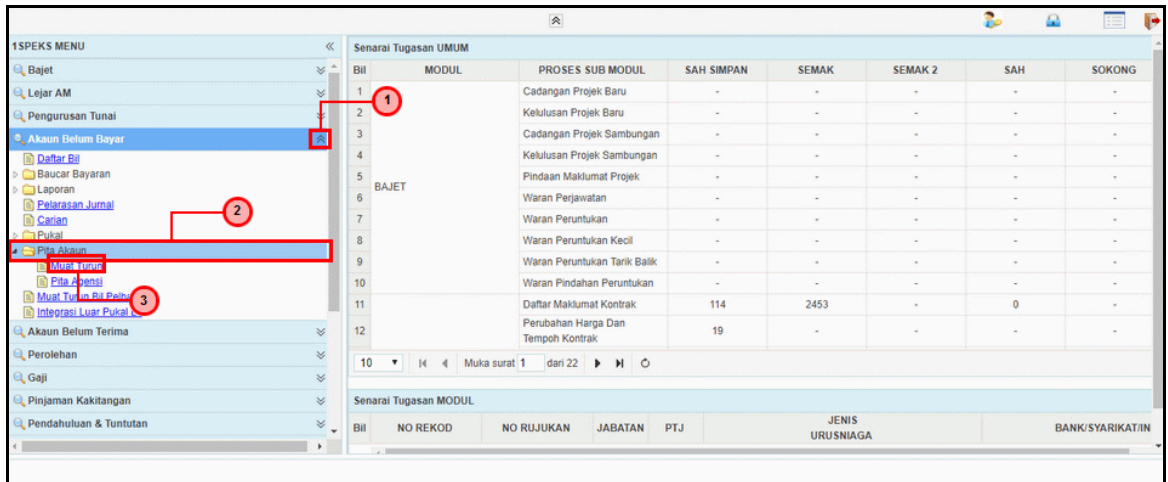 1SPEKS MENU
Bajet
Lejar AM
Pengurusan Tunai
Akaun Belum Bayar
Daftar Bil
Baucar Bayaran
Laporan
Pelarasan Jurnal
Carian
Pukal
Pita Akaun
Muat Turun
Pita Agensi
Muat Turun Bil
Integrasi Luar Pukal
Akaun Belum Terima
Perolehan
Gaji
Pinjaman Kakitangan
Pendahuluan & Tuntutan
1
2
3
Senarai Tugasan UMUM
Bil MODUL PROSES SUB MODUL SAH SIMPAN SEMAK SEMAK 2 SAH SOKONG
1 Cadangan Projek Baru - - - - -
2 Kelulusan Projek Baru - - - - -
3 Cadangan Projek Sambungan - - - - -
4 Kelulusan Projek Sambungan - - - - -
5 Pindaan Maklumat Projek - - - - -
BAJET
6 Waran Perjawatan - - - - -
7 Waran Peruntukan - - - - -
8 Waran Peruntukan Kecil - - - - -
9 Waran Peruntukan Tarik Balik - - - - -
10 Waran Pindahan Peruntukan - - - - -
11 Daftar Maklumat Kontrak 114 2453 - 0 -
12 Perubahan Harga Dan
Tempoh Kontrak 19 - - - -
10 Muka surat 1 dari 22
Senarai Tugasan MODUL
Bil NO REKOD NO RUJUKAN JABATAN PTJ JENIS
URUSNIAGA BANK/SYARIKAT/IN